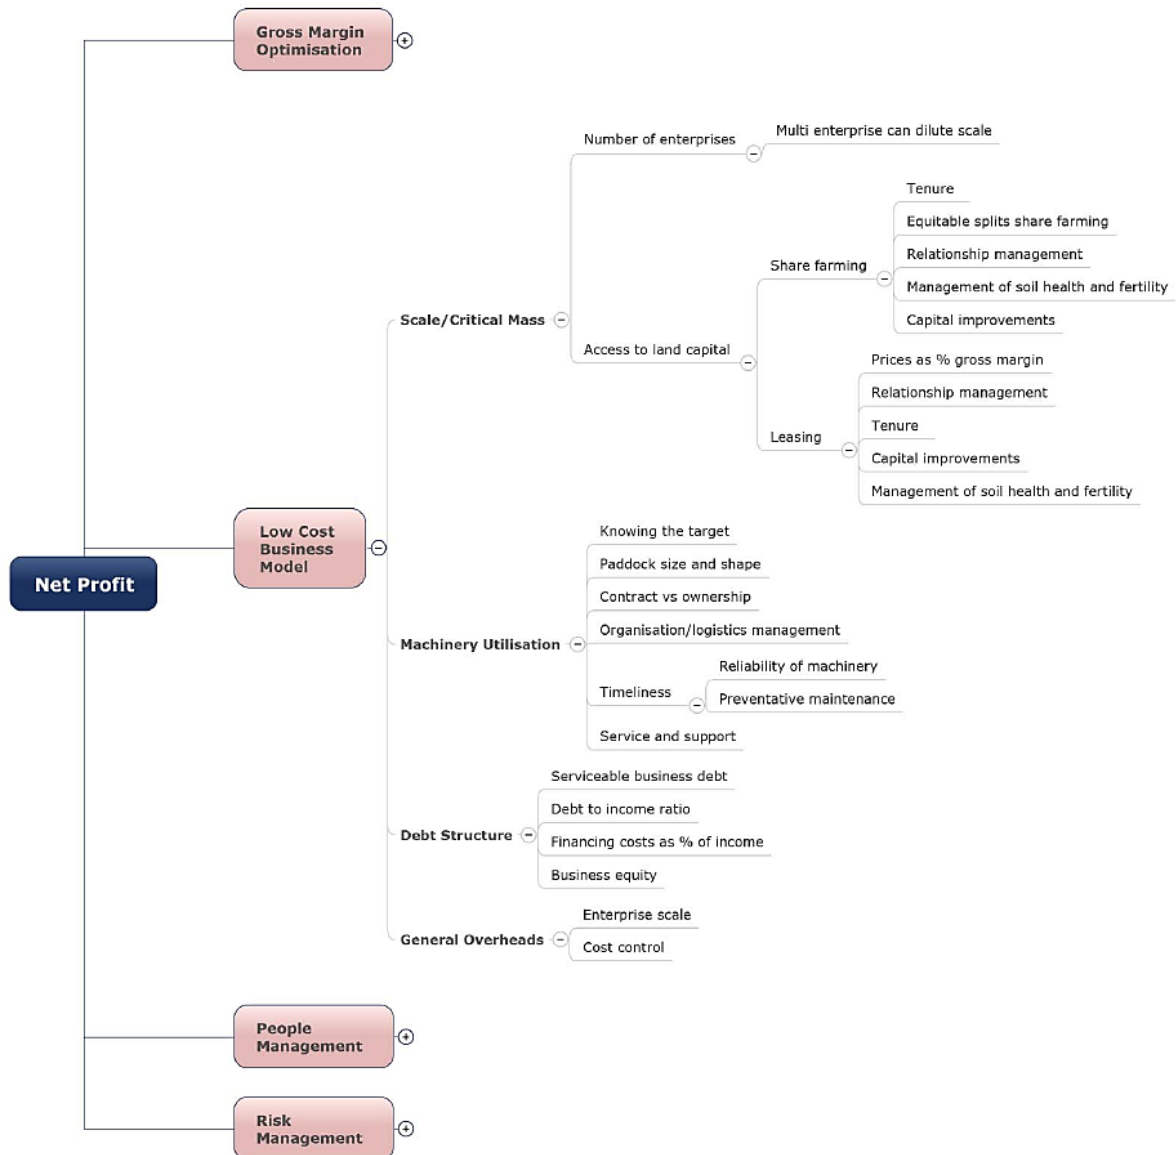 Gross Margin
Optimisation
Number of enterprises
Multi enterprise can dilute scale
Tenure
Equitable splits share farming
Share farming
Relationship management
Management of soil health and fertility
Scale/Critical Mass
Capital improvements
Access to land capital
Prices as % gross margin
Relationship management
Leasing
Tenure
Capital improvements
Management of soil health and fertility
Low Cost
Business
Model
Net Profit
Knowing the target
Paddock size and shape
Contract vs ownership
Organisation/logistics management
Machinery Utilisation
Reliability of machinery
Timeliness
Preventative maintenance
Service and support
Serviceable business debt
Debt to income ratio
Debt Structure
Financing costs as % of income
Business equity
Enterprise scale
General Overheads
Cost control
People
Management
Risk
Management